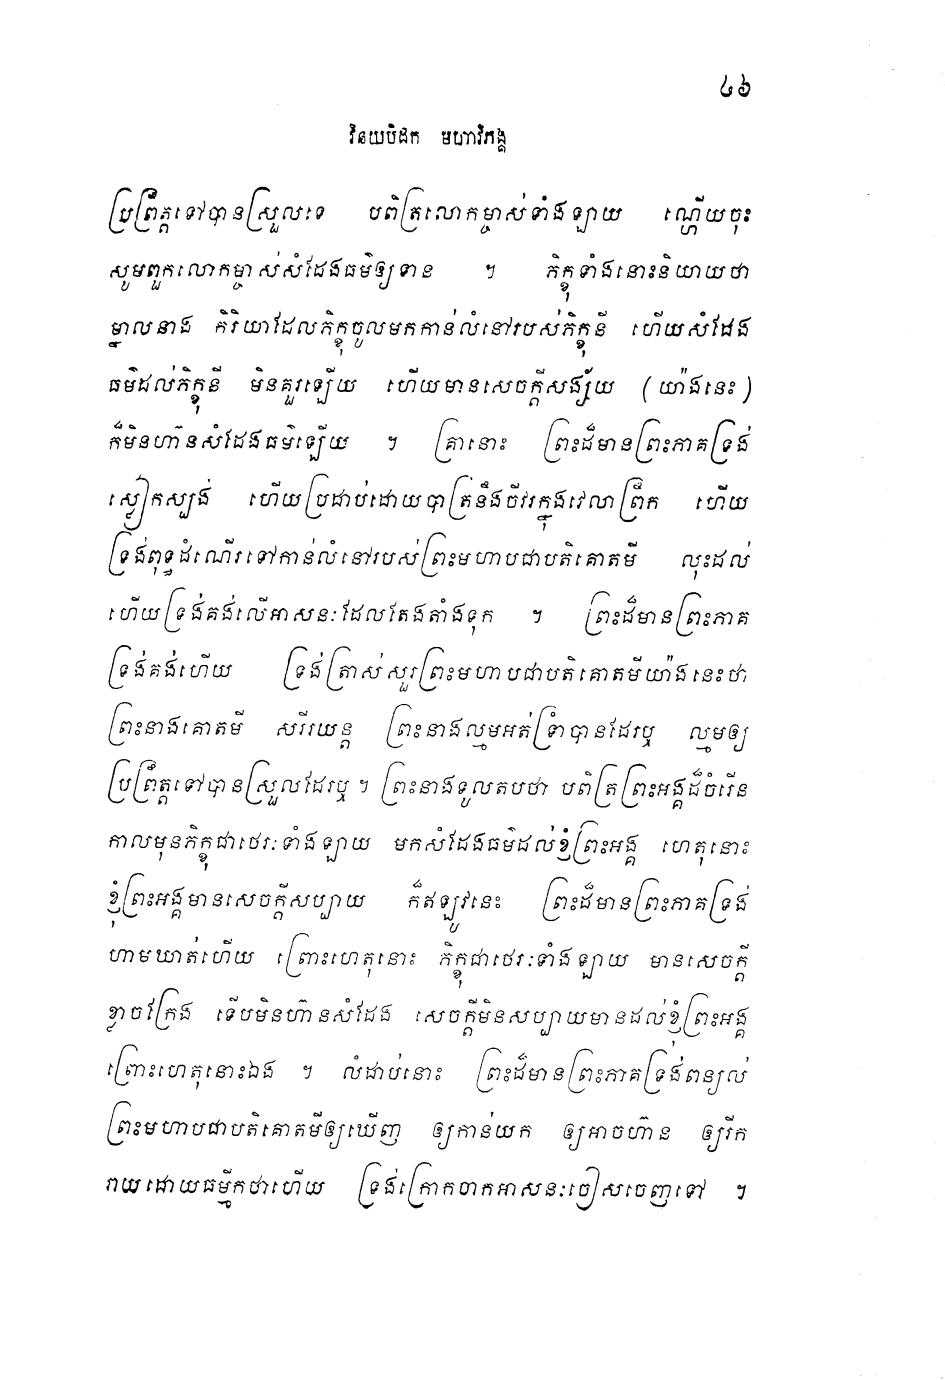 ៤៦
វិនយបិដក មហាវិភង្គ
ប្រព្រឹត្តទៅបានស្រួលទេ បពិត្រលោកម្ចាស់ទាំងឡាយ ណ្ហើយចុះ
សូមពួកលោកម្ចាស់សំដែងធម៌ឲ្យទាន ។ ភិក្ខុទាំងនោះនិយាយថា
ម្នាលនាង កិរិយាដែលភិក្ខុចូលមកកាន់លំនៅរបស់ភិក្ខុនី ហើយសំដែង
ធម៌ដល់ភិក្ខុនី មិនគួរឡើយ ហើយមានសេចក្តីសង្ស័យ (យ៉ាងនេះ)
ក៏មិនហ៊ានសំដែងធម៌ឡើយ ។ គ្រានោះ ព្រះដ៏មានព្រះភាគទ្រង់
ស្លៀកស្បង់ ហើយប្រដាប់ដោយបាត្រនឹងចីវរក្នុងវេលាព្រឹក ហើយ
ទ្រង់ពុទ្ធដំណើរទៅកាន់លំនៅរបស់ព្រះមហាបជាបតិគោតមី លុះដល់
ហើយទ្រង់គង់លើអាសនៈដែលតែងតាំងទុក ។ ព្រះដ៏មានព្រះភាគ
ទ្រង់គង់ហើយ ទ្រង់ត្រាស់សួរព្រះមហាបជាបតិគោតមីយ៉ាងនេះថា
ព្រះនាងគោតមី សរីរយន្ត ព្រះនាងល្មមអត់ទ្រាំបានដែរឬ ល្មមឲ្យ
ប្រព្រឹត្តទៅបានស្រួលដែរឬ ។ ព្រះនាងទូលតបថា បពិត្រព្រះអង្គដ៏ចំរើន
កាលមុនភិក្ខុជាថេរៈទាំងឡាយ មកសំដែងធម៌ដល់ខ្ញុំព្រះអង្គ ហេតុនោះ
ខ្ញុំព្រះអង្គមានសេចក្តីសប្បាយ ក៏ឥឡូវនេះ ព្រះដ៏មានព្រះភាគទ្រង់
ហាមឃាត់ហើយ ព្រោះហេតុនោះ ភិក្ខុជាថេរៈទាំងឡាយ មានសេចក្តី
ខ្លាចក្រែង ទើបមិនហ៊ានសំដែង សេចក្តីមិនសប្បាយមានដល់ខ្ញុំព្រះអង្គ
ព្រោះហេតុនោះឯង ។ លំដាប់នោះ ព្រះដ៏មានព្រះភាគទ្រង់ពន្យល់
ព្រះមហាបជាបតិគោតមីឲ្យឃើញ ឲ្យកាន់យក ឲ្យអាចហ៊ាន ឲ្យរីក
រាយដោយធម្មីកថាហើយ ទ្រង់ក្រោកចាកអាសនៈចៀសចេញទៅ ។